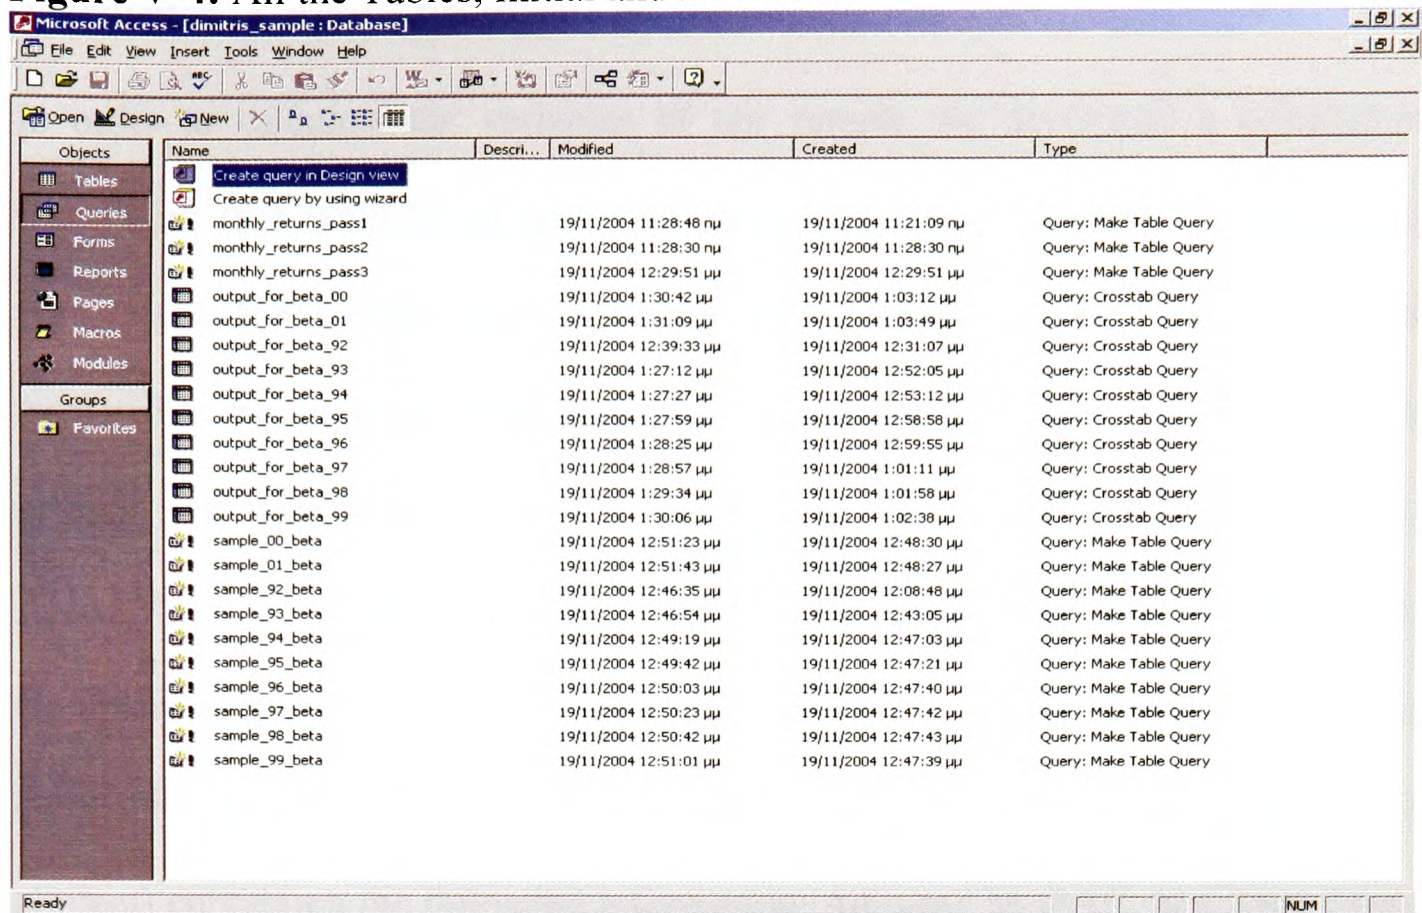 Microsoft Access - [dimitris_sample : Database]
File Edit View Insert Tools Window Help
Open Design New
Objects
Tables
Queries
Forms
Reports
Pages
Macros
Modules
Groups
Favorites
Name Descri... Modified Created Type
Create query in Design view
Create query by using wizard
monthly_returns_pass1 19/11/2004 11:28:48 πμ 19/11/2004 11:21:09 πμ Query: Make Table Query
monthly_returns_pass2 19/11/2004 11:28:30 πμ 19/11/2004 11:28:30 πμ Query: Make Table Query
monthly_returns_pass3 19/11/2004 12:29:51 μμ 19/11/2004 12:29:51 μμ Query: Make Table Query
output_for_beta_00 19/11/2004 1:30:42 μμ 19/11/2004 1:03:12 μμ Query: Crosstab Query
output_for_beta_01 19/11/2004 1:31:09 μμ 19/11/2004 1:03:49 μμ Query: Crosstab Query
output_for_beta_92 19/11/2004 12:39:33 μμ 19/11/2004 12:31:07 μμ Query: Crosstab Query
output_for_beta_93 19/11/2004 1:27:12 μμ 19/11/2004 12:52:05 μμ Query: Crosstab Query
output_for_beta_94 19/11/2004 1:27:27 μμ 19/11/2004 12:53:12 μμ Query: Crosstab Query
output_for_beta_95 19/11/2004 1:27:59 μμ 19/11/2004 12:58:58 μμ Query: Crosstab Query
output_for_beta_96 19/11/2004 1:28:25 μμ 19/11/2004 12:59:55 μμ Query: Crosstab Query
output_for_beta_97 19/11/2004 1:28:57 μμ 19/11/2004 1:01:11 μμ Query: Crosstab Query
output_for_beta_98 19/11/2004 1:29:34 μμ 19/11/2004 1:01:58 μμ Query: Crosstab Query
output_for_beta_99 19/11/2004 1:30:06 μμ 19/11/2004 1:02:38 μμ Query: Crosstab Query
sample_00_beta 19/11/2004 12:51:23 μμ 19/11/2004 12:48:30 μμ Query: Make Table Query
sample_01_beta 19/11/2004 12:51:43 μμ 19/11/2004 12:48:27 μμ Query: Make Table Query
sample_92_beta 19/11/2004 12:46:35 μμ 19/11/2004 12:08:48 μμ Query: Make Table Query
sample_93_beta 19/11/2004 12:46:54 μμ 19/11/2004 12:43:05 μμ Query: Make Table Query
sample_94_beta 19/11/2004 12:49:19 μμ 19/11/2004 12:47:03 μμ Query: Make Table Query
sample_95_beta 19/11/2004 12:49:42 μμ 19/11/2004 12:47:21 μμ Query: Make Table Query
sample_96_beta 19/11/2004 12:50:03 μμ 19/11/2004 12:47:40 μμ Query: Make Table Query
sample_97_beta 19/11/2004 12:50:23 μμ 19/11/2004 12:47:42 μμ Query: Make Table Query
sample_98_beta 19/11/2004 12:50:42 μμ 19/11/2004 12:47:43 μμ Query: Make Table Query
sample_99_beta 19/11/2004 12:51:01 μμ 19/11/2004 12:47:39 μμ Query: Make Table Query
Ready NUM